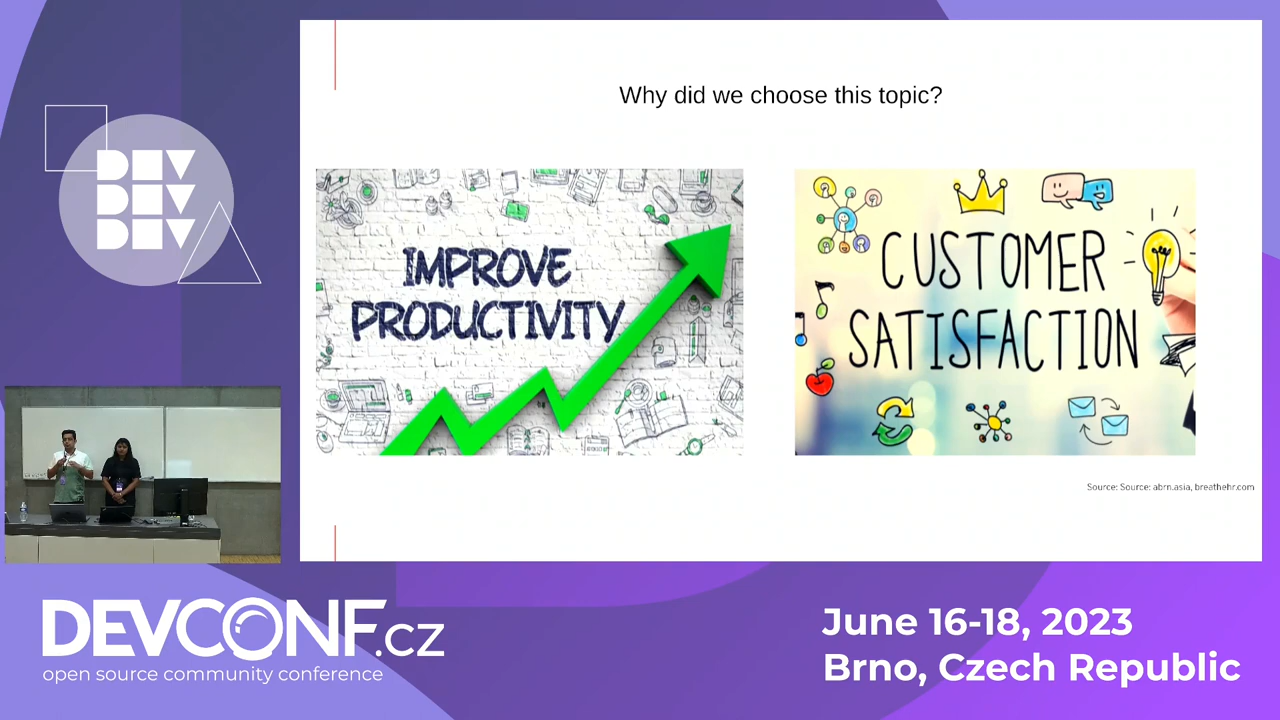 Why did we choose this topic?
DEV
DEV
DEV
IMPROVE
PRODUCTIVITY
CUSTOMER
SATISFACTION
Source: Source: abrn.asia, breathehr.com
DEVCONF.cz
open source community conference
June 16-18, 2023
Brno, Czech Republic